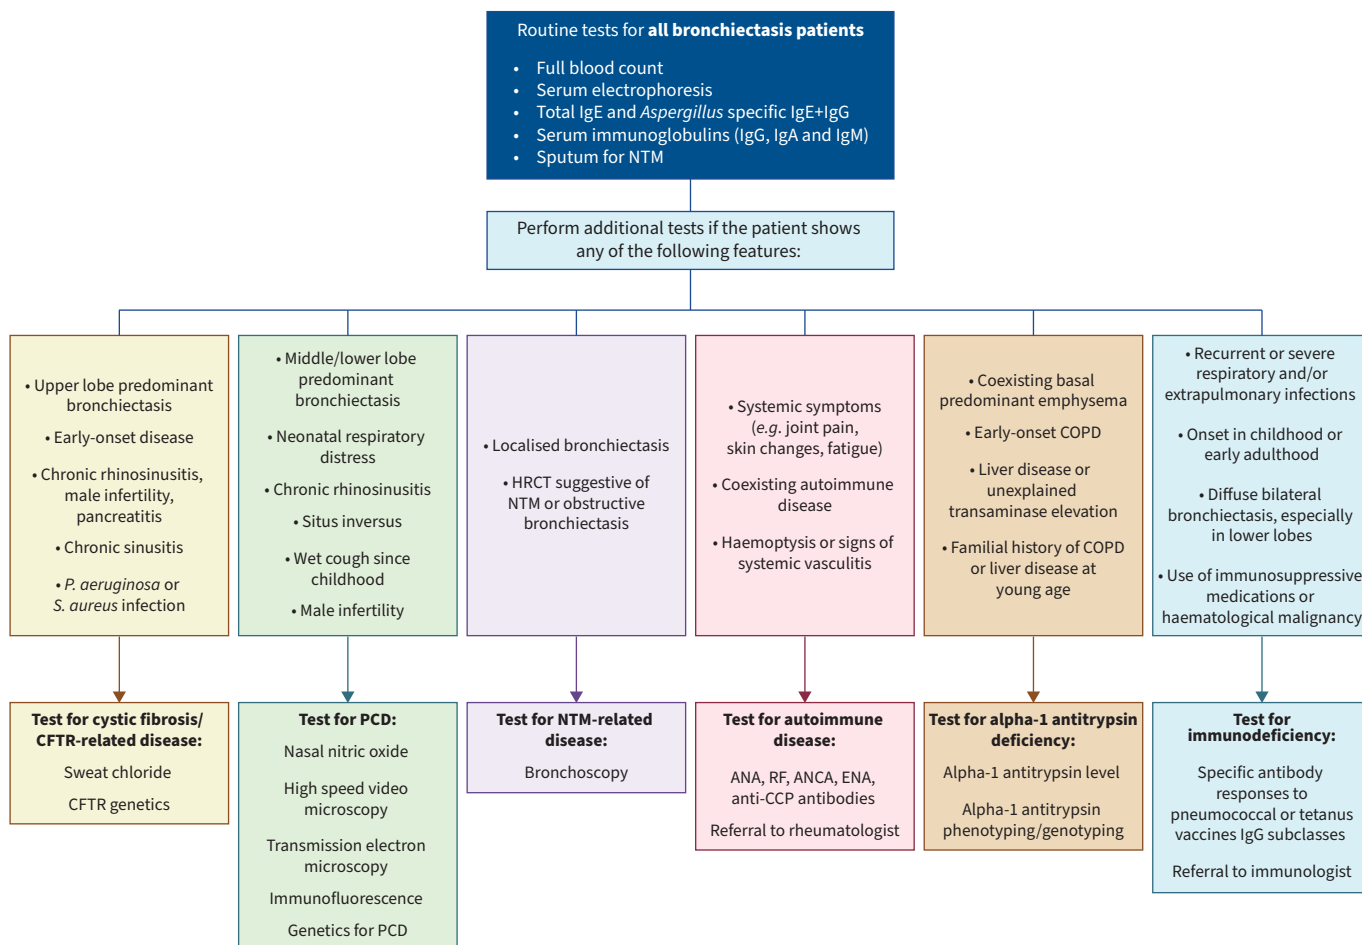 Routine tests for all bronchiectasis patients
• Full blood count
• Serum electrophoresis
• Total IgE and Aspergillus specific IgE+IgG
• Serum immunoglobulins (IgG, IgA and IgM)
• Sputum for NTM
Perform additional tests if the patient shows
any of the following features:
• Upper lobe predominant
bronchiectasis
• Early-onset disease
• Chronic rhinosinusitis,
male infertility,
pancreatitis
• Chronic sinusitis
• P. aeruginosa or
S. aureus infection
• Middle/lower lobe
predominant
bronchiectasis
• Neonatal respiratory
distress
• Chronic rhinosinusitis
• Situs inversus
• Wet cough since
childhood
• Male infertility
• Localised bronchiectasis
• HRCT suggestive of
NTM or obstructive
bronchiectasis
• Systemic symptoms
(e.g. joint pain,
skin changes, fatigue)
• Coexisting autoimmune
disease
• Haemoptysis or signs of
systemic vasculitis
• Coexisting basal
predominant emphysema
• Early-onset COPD
• Liver disease or
unexplained
transaminase elevation
• Familial history of COPD
or liver disease at
young age
• Recurrent or severe
respiratory and/or
extrapulmonary infections
• Onset in childhood or
early adulthood
• Diffuse bilateral
bronchiectasis, especially
in lower lobes
• Use of immunosuppressive
medications or
haematological malignancy
Test for cystic fibrosis/
CFTR-related disease:
Sweat chloride
CFTR genetics
Test for PCD:
Nasal nitric oxide
High speed video
microscopy
Transmission electron
microscopy
Immunofluorescence
Genetics for PCD
Test for NTM-related
disease:
Bronchoscopy
Test for autoimmune
disease:
ANA, RF, ANCA, ENA,
anti-CCP antibodies
Referral to rheumatologist
Test for alpha-1 antitrypsin
deficiency:
Alpha-1 antitrypsin level
Alpha-1 antitrypsin
phenotyping/genotyping
Test for
immunodeficiency:
Specific antibody
responses to
pneumococcal or tetanus
vaccines IgG subclasses
Referral to immunologist